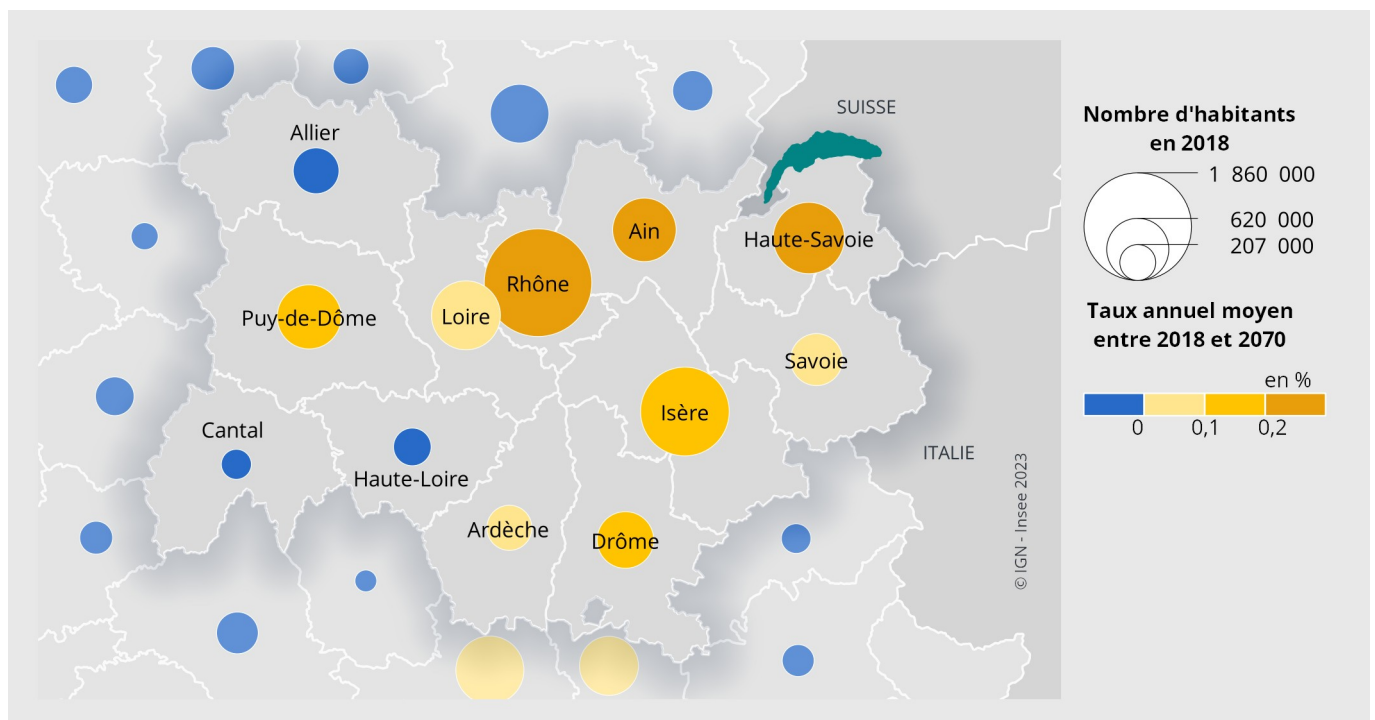 SUISSE
Allier
Ain
Haute-Savoie
Rhône
Puy-de-Dôme
Loire
Savoie
Isère
Cantal
ITALIE
Haute-Loire
Ardèche
Drôme
© IGN - Insee 2023
Nombre d'habitants
en 2018
1 860 000
620 000
207 000
Taux annuel moyen
entre 2018 et 2070
en %
0 0,1 0,2